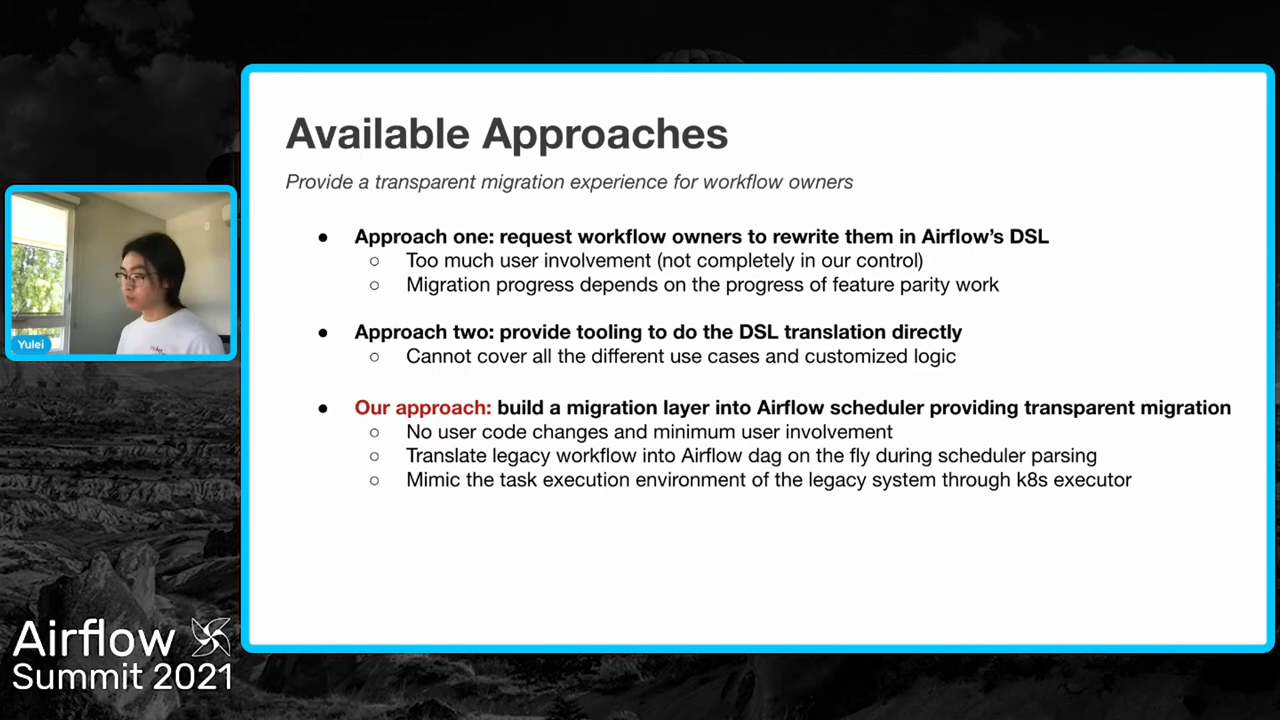 Available Approaches
Provide a transparent migration experience for workflow owners
● Approach one: request workflow owners to rewrite them in Airflow's DSL
○ Too much user involvement (not completely in our control)
○ Migration progress depends on the progress of feature parity work
● Approach two: provide tooling to do the DSL translation directly
○ Cannot cover all the different use cases and customized logic
● Our approach: build a migration layer into Airflow scheduler providing transparent migration
○ No user code changes and minimum user involvement
○ Translate legacy workflow into Airflow dag on the fly during scheduler parsing
○ Mimic the task execution environment of the legacy system through k8s executor
Yulei
Airflow
Summit 2021